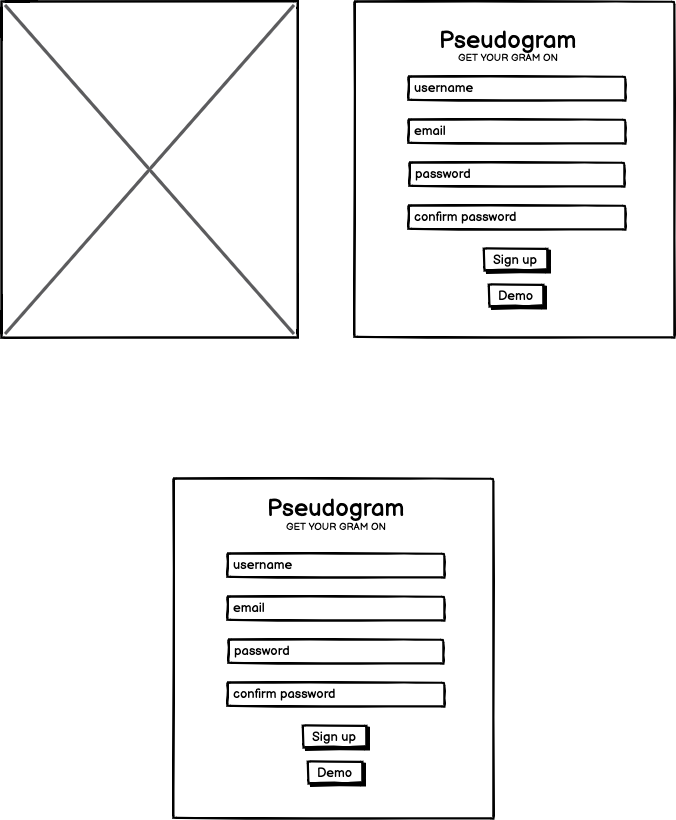 Pseudogram
GET YOUR GRAM ON
username
email
password
confirm password
Sign up
Demo
Pseudogram
GET YOUR GRAM ON
username
email
password
confirm password
Sign up
Demo